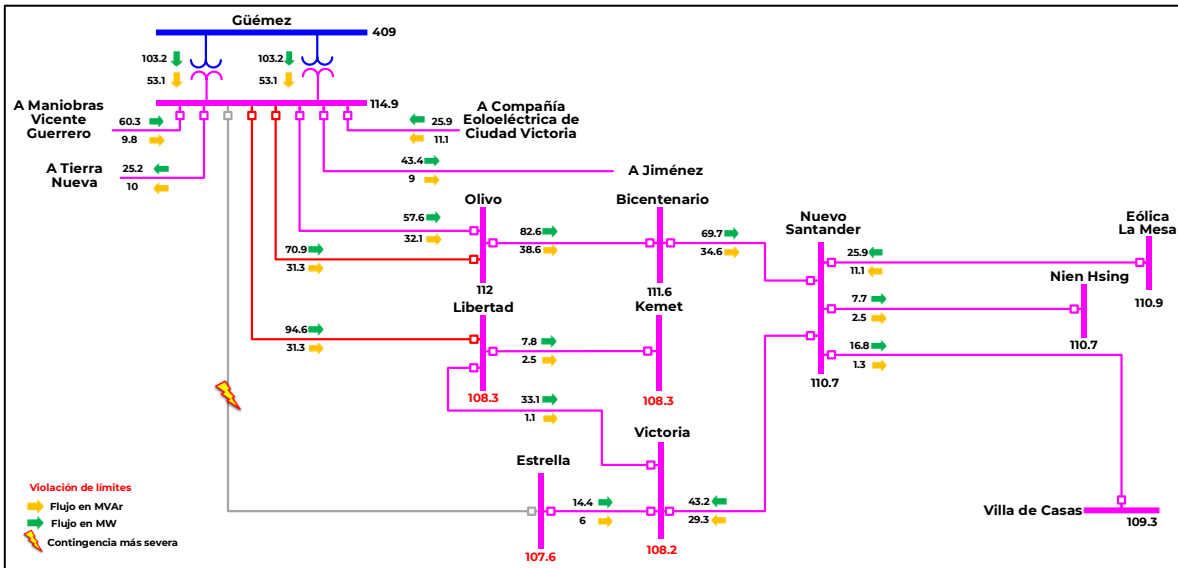 Güémez
409
103.2
103.2
53.1
53.1
114.9
A Maniobras
Vicente
Guerrero
60.3
9.8
A Compañía
Eoloeléctrica de
Ciudad Victoria
25.9
11.1
A Tierra
Nueva
25.2
10
43.4
9
A Jiménez
Olivo
Bicentenario
Nuevo
Santander
Eólica
La Mesa
57.6
32.1
82.6
38.6
69.7
34.6
25.9
11.1
70.9
31.3
Nien Hsing
112
111.6
7.7
2.5
110.9
Libertad
Kemet
94.6
31.3
7.8
2.5
110.7
16.8
1.3
110.7
108.3
108.3
33.1
1.1
Victoria
Estrella
14.4
6
43.2
29.3
Villa de Casas
109.3
107.6
108.2
Violación de límites
Flujo en MVAr
Flujo en MW
Contingencia más severa